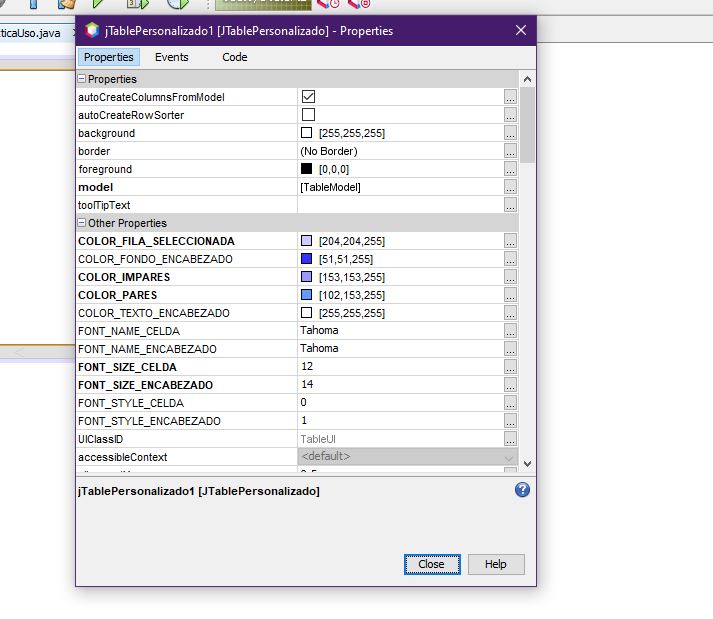 cticaUso.java
jTablePersonalizado1 [JTablePersonalizado] - Properties
Properties Events Code
Properties
autoCreateColumnsFromModel ...
autoCreateRowSorter ...
background [255,255,255] ...
border (No Border) ...
foreground [0,0,0] ...
model [TableModel] ...
toolTipText ...
Other Properties
COLOR_FILA_SELECCIONADA [204,204,255] ...
COLOR_FONDO_ENCABEZADO [51,51,255] ...
COLOR_IMPARES [153,153,255] ...
COLOR_PARES [102,153,255] ...
COLOR_TEXTO_ENCABEZADO [255,255,255] ...
FONT_NAME_CELDA Tahoma ...
FONT_NAME_ENCABEZADO Tahoma ...
FONT_SIZE_CELDA 12 ...
FONT_SIZE_ENCABEZADO 14 ...
FONT_STYLE_CELDA 0 ...
FONT_STYLE_ENCABEZADO 1 ...
UIClassID TableUI ...
accessibleContext <default>
jTablePersonalizado1 [JTablePersonalizado] ?
Close Help